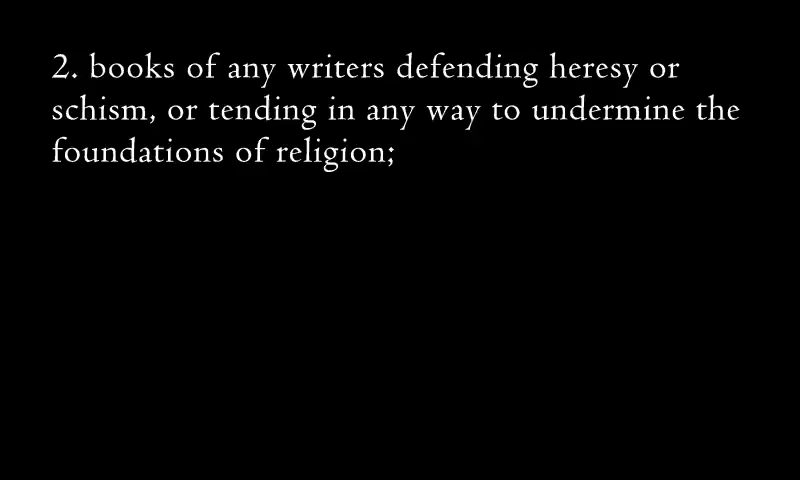 2. books of any writers defending heresy or
schism, or tending in any way to undermine the
foundations of religion;